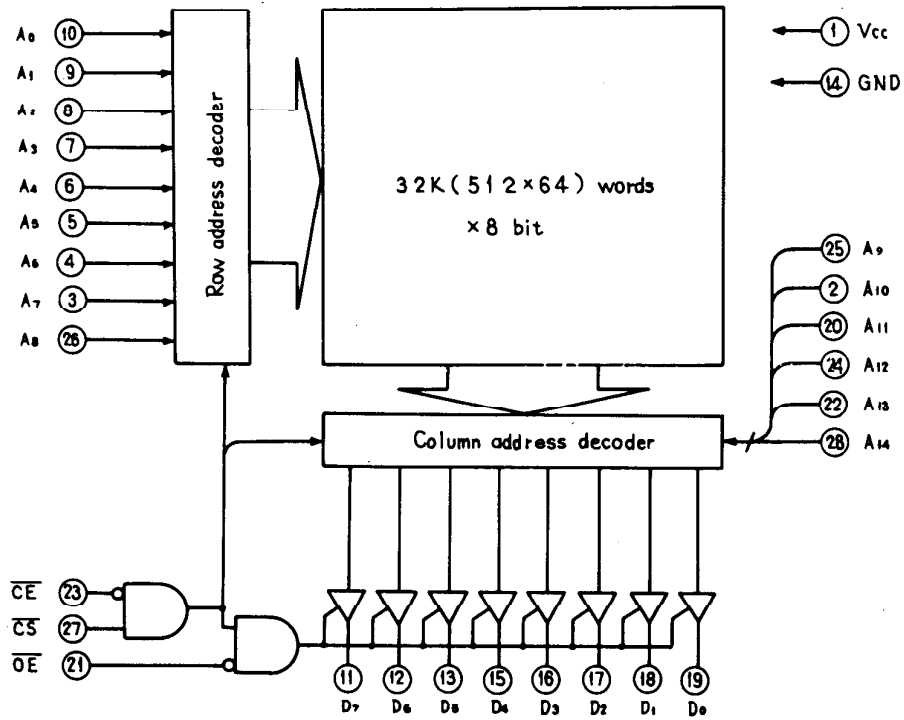 A0 10
A1 9
A2 8
A3 7
A4 6
A5 5
A6 4
A7 3
A8 26
Row address decoder
32K(512×64) words
×8 bit
1 Vcc
14 GND
25 A9
2 A10
20 A11
24 A12
22 A13
28 A14
Column address decoder
CE 23
CS 27
OE 21
11 12 13 15 16 17 18 19
D7 D6 D5 D4 D3 D2 D1 D0